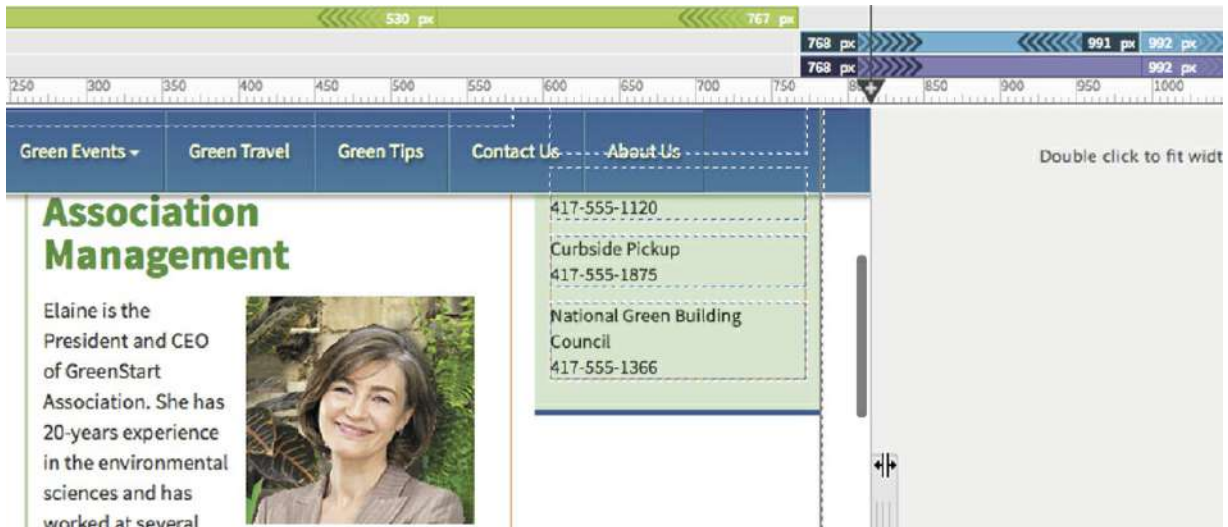 530 px
767 px
768 px
991 px
992 px
768 px
992 px
250 300 350 400 450 500 550 600 650 700 750 850 900 950 1000
Green Events
Green Travel
Green Tips
Contact Us
About Us
Double click to fit widt
Association
Management
417-555-1120
Curbside Pickup
417-555-1875
National Green Building
Council
417-555-1366
Elaine is the
President and CEO
of GreenStart
Association. She has
20-years experience
in the environmental
sciences and has
worked at several